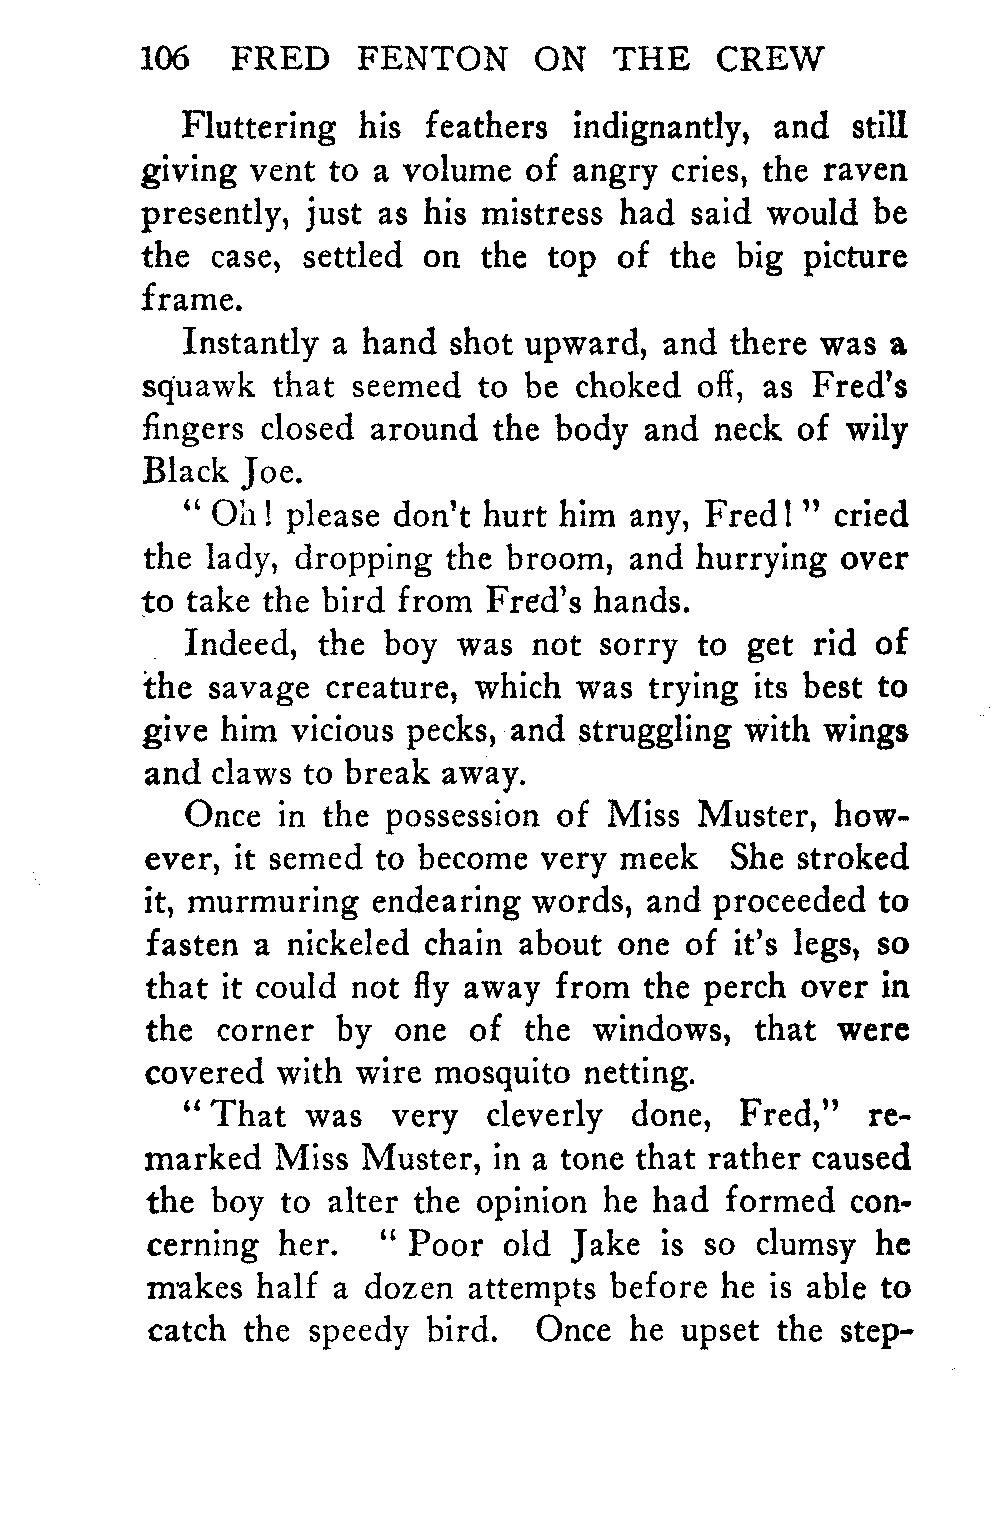 106 FRED FENTON ON THE CREW
Fluttering his feathers indignantly, and still
giving vent to a volume of angry cries, the raven
presently, just as his mistress had said would be
the case, settled on the top of the big picture
frame.
Instantly a hand shot upward, and there was a
squawk that seemed to be choked off, as Fred's
fingers closed around the body and neck of wily
Black Joe.
" Oh! please don't hurt him any, Fred! " cried
the lady, dropping the broom, and hurrying over
to take the bird from Fred's hands.
Indeed, the boy was not sorry to get rid of
the savage creature, which was trying its best to
give him vicious pecks, and struggling with wings
and claws to break away.
Once in the possession of Miss Muster, how-
ever, it semed to become very meek She stroked
it, murmuring endearing words, and proceeded to
fasten a nickeled chain about one of it's legs, so
that it could not fly away from the perch over in
the corner by one of the windows, that were
covered with wire mosquito netting.
" That was very cleverly done, Fred," re-
marked Miss Muster, in a tone that rather caused
the boy to alter the opinion he had formed con-
cerning her. " Poor old Jake is so clumsy he
makes half a dozen attempts before he is able to
catch the speedy bird. Once he upset the step-